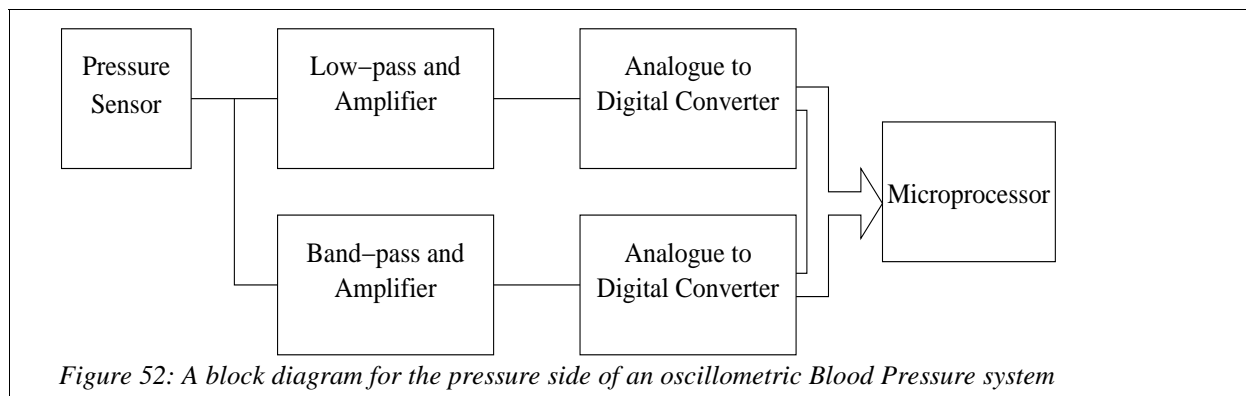 Pressure
Sensor
Low−pass and
Amplifier
Analogue to
Digital Converter
Microprocessor
Band−pass and
Amplifier
Analogue to
Digital Converter
Figure 52: A block diagram for the pressure side of an oscillometric Blood Pressure system